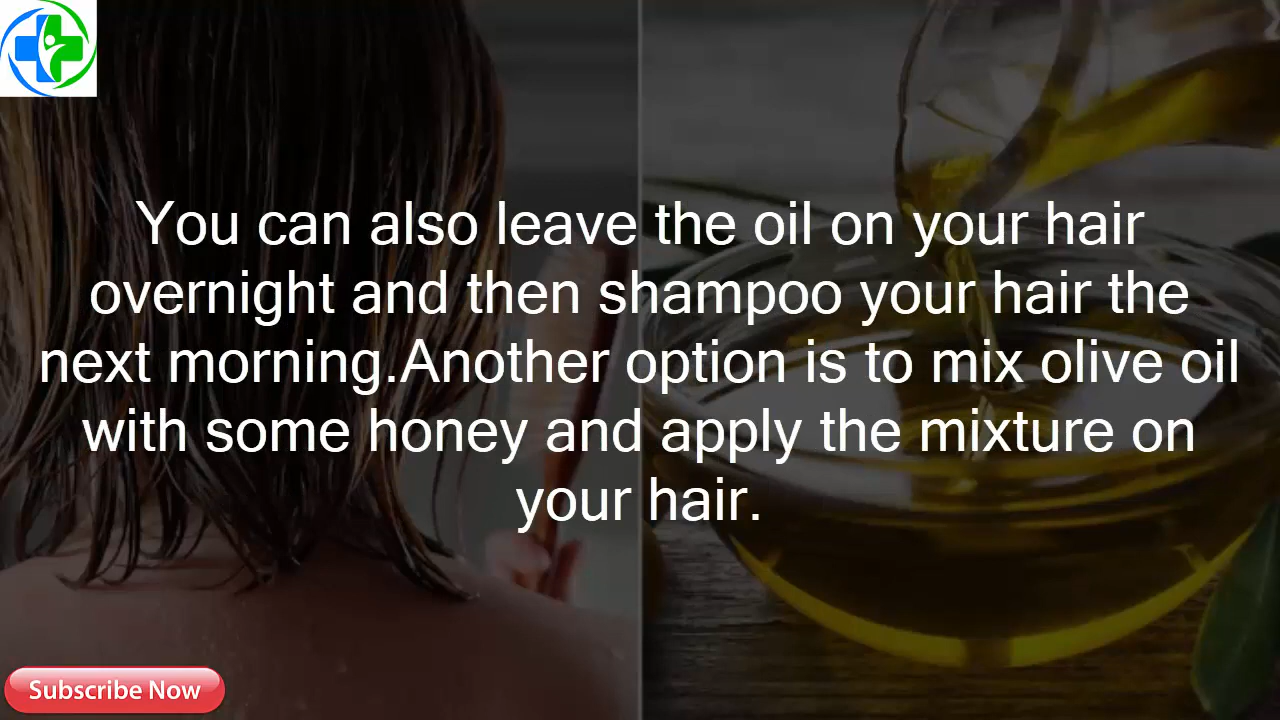 You can also leave the oil on your hair
overnight and then shampoo your hair the
next morning.Another option is to mix olive oil
with some honey and apply the mixture on
your hair.
Subscribe Now